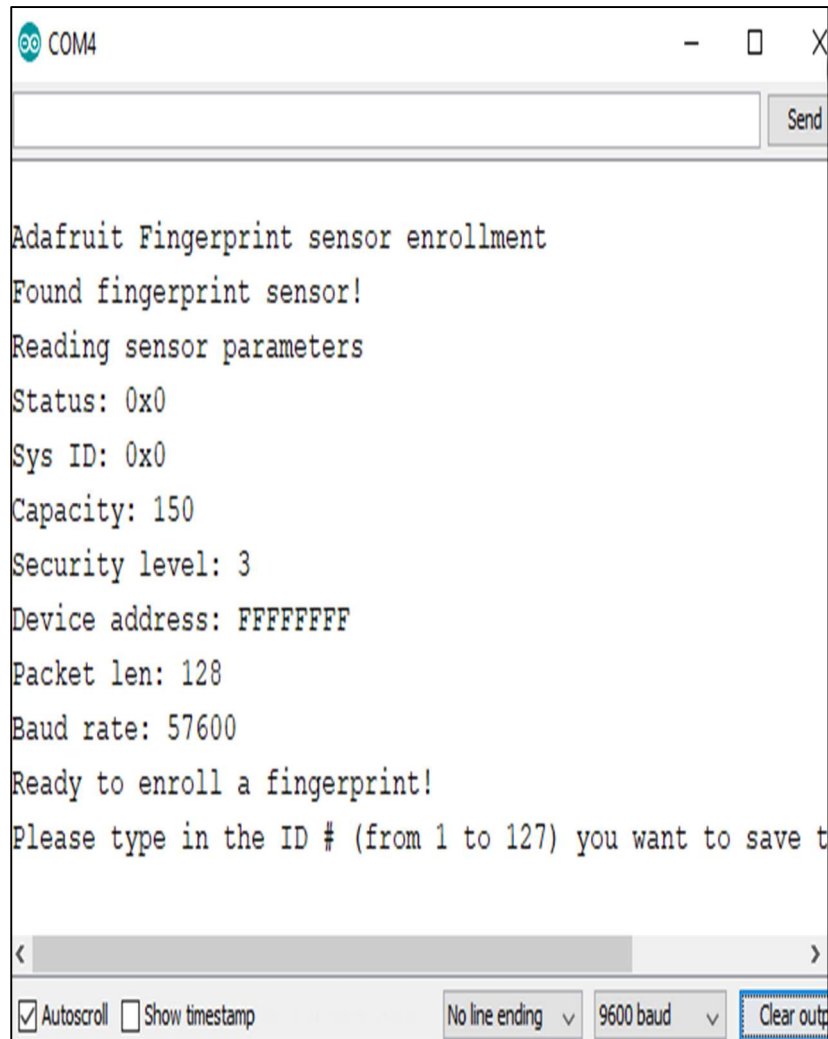 COM4
Send
Adafruit Fingerprint sensor enrollment
Found fingerprint sensor!
Reading sensor parameters
Status: 0x0
Sys ID: 0x0
Capacity: 150
Security level: 3
Device address: FFFFFFFF
Packet len: 128
Baud rate: 57600
Ready to enroll a fingerprint!
Please type in the ID # (from 1 to 127) you want to save t
Autoscroll Show timestamp No line ending 9600 baud Clear outp